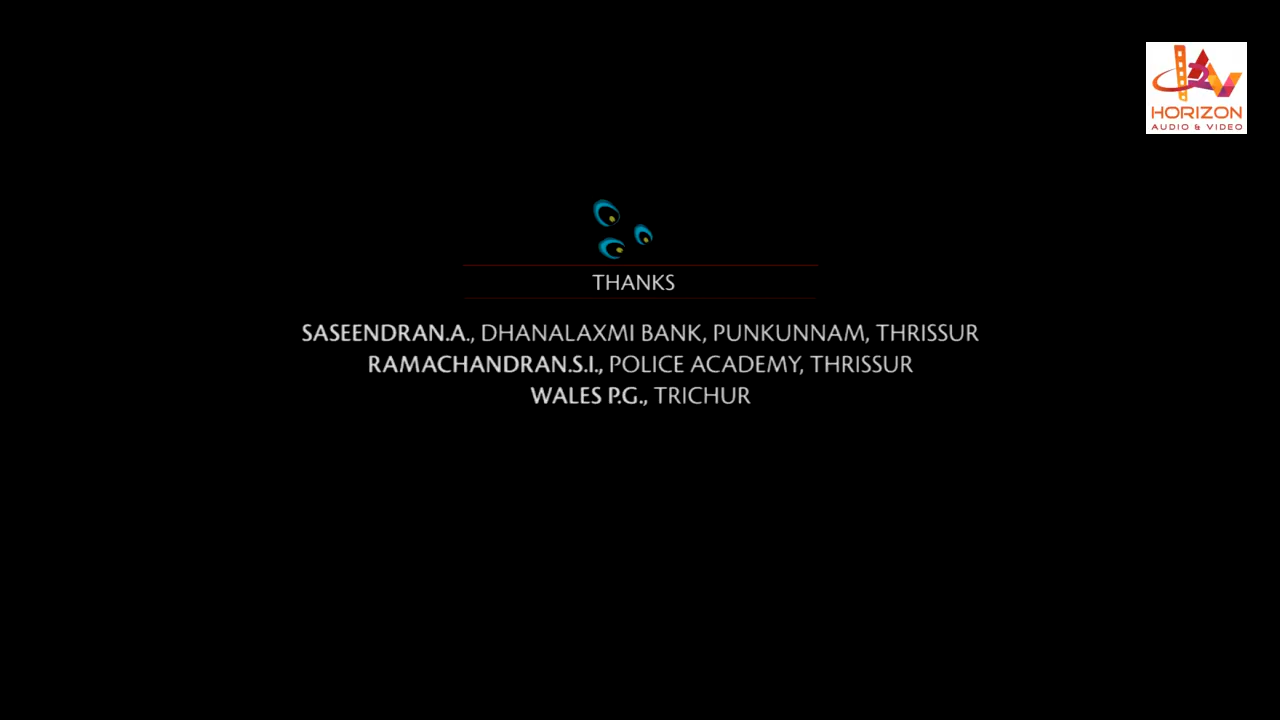 HORIZON
AUDIO & VIDEO
THANKS
SASEENDRAN.A., DHANALAXMI BANK, PUNKUNNAM, THRISSUR
RAMACHANDRAN.S.I., POLICE ACADEMY, THRISSUR
WALES P.G., TRICHUR